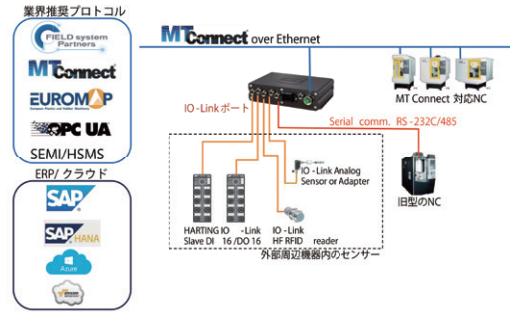 業界推奨プロトコル
FIELD system
Partners
MTConnect
EUROMAP
OPC UA
SEMI/HSMS
ERP/ クラウド
SAP
SAP HANA
Azure
MTConnect over Ethernet
MT Connect 対応NC
IO-Linkポート
Serial comm. RS-232C/485
旧型のNC
IO - Link Analog
Sensor or Adapter
HARTING IO - Link
Slave DI 16 /DO 16
IO - Link
HF RFID reader
外部周辺機器内のセンサー